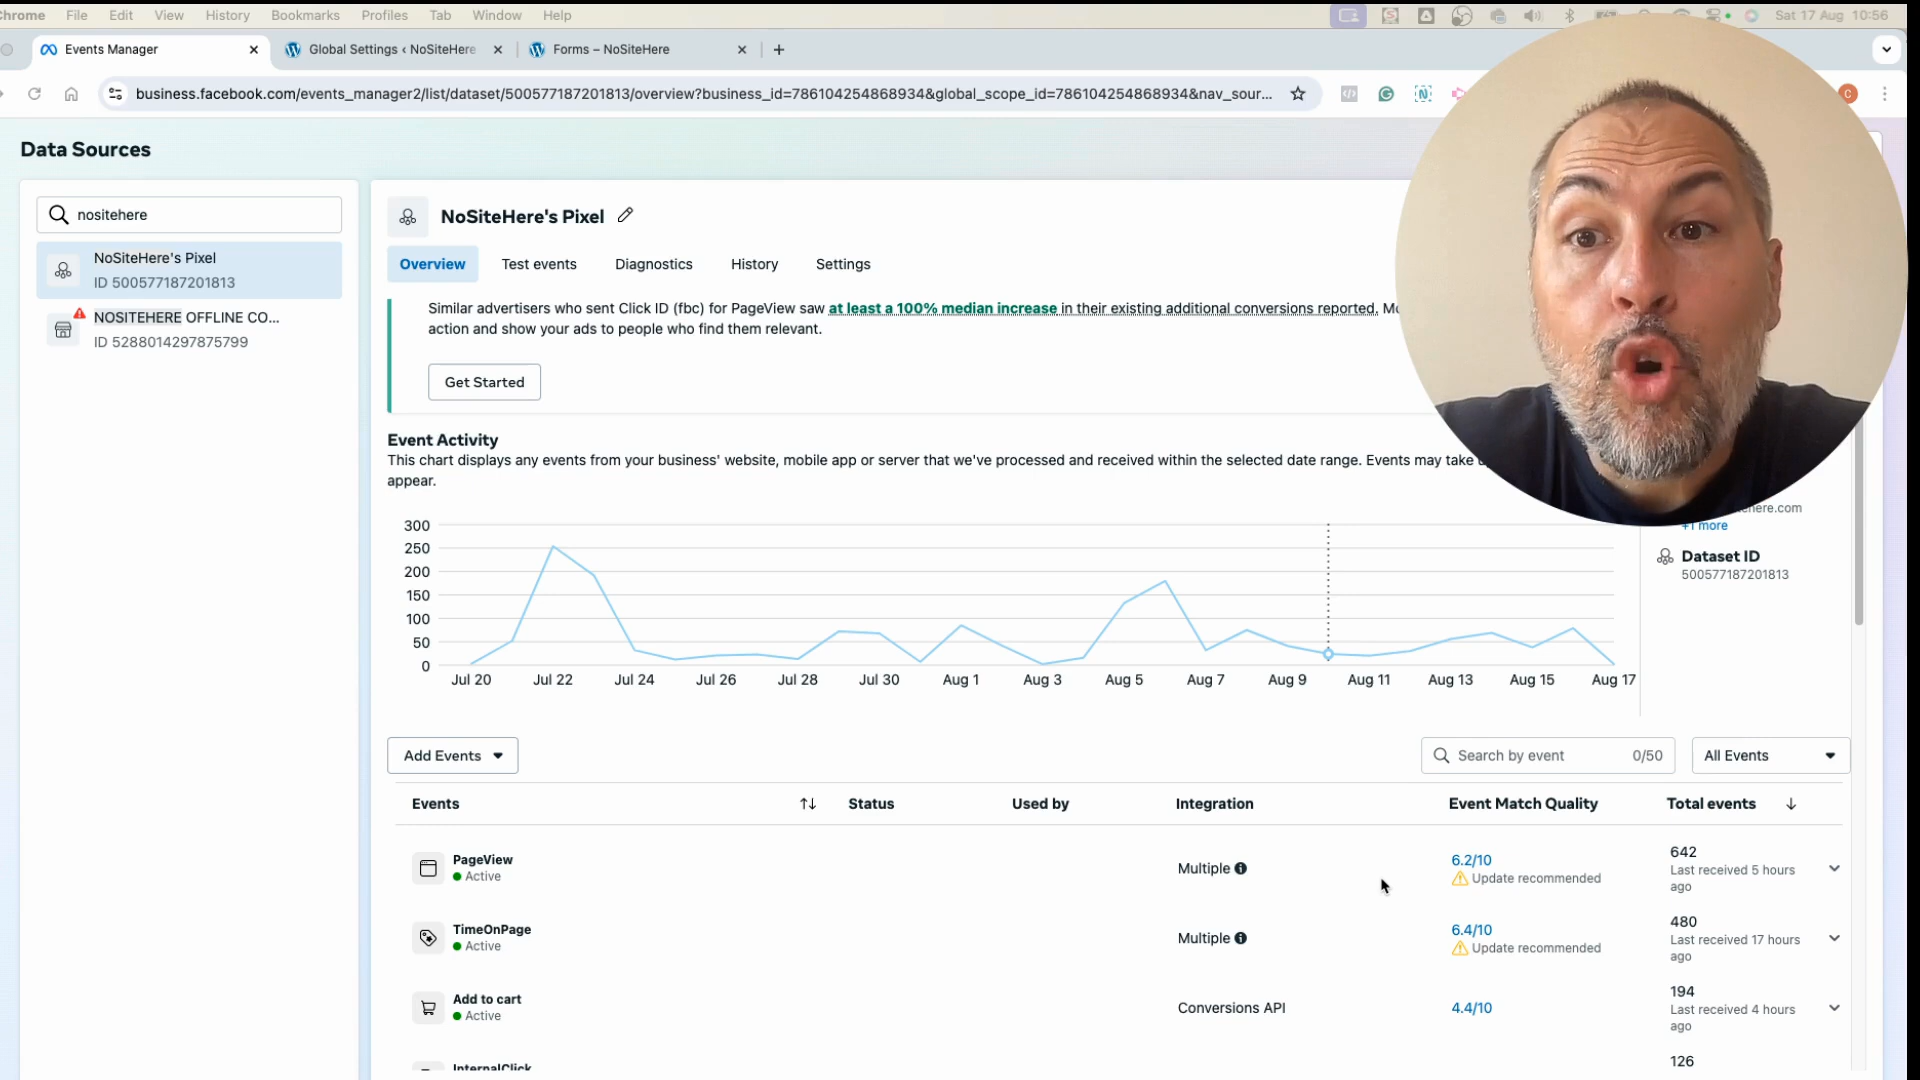 Chrome File Edit View History Bookmarks Profiles Tab Window Help Sat 17 Aug 10:56
Events Manager
Global Settings ‹ NoSiteHere
Forms – NoSiteHere
business.facebook.com/events_manager2/list/dataset/500577187201813/overview?business_id=786104254868934&global_scope_id=786104254868934&nav_sour...
C
Data Sources
nositehere
NoSiteHere's Pixel
ID 500577187201813
NOSITEHERE OFFLINE CO...
ID 5288014297875799
NoSiteHere's Pixel
Overview Test events Diagnostics History Settings
Similar advertisers who sent Click ID (fbc) for PageView saw at least a 100% median increase in their existing additional conversions reported.
action and show your ads to people who find them relevant.
Get Started
Event Activity
This chart displays any events from your business' website, mobile app or server that we've processed and received within the selected date range. Events may take
appear.
+1 more
Dataset ID
500577187201813
300
250
200
150
100
50
0
Jul 20 Jul 22 Jul 24 Jul 26 Jul 28 Jul 30 Aug 1 Aug 3 Aug 5 Aug 7 Aug 9 Aug 11 Aug 13 Aug 15 Aug 17
Add Events
Search by event 0/50
All Events
Events Status Used by Integration Event Match Quality Total events
PageView
Active
Multiple
6.2/10
Update recommended
642
Last received 5 hours
ago
TimeOnPage
Active
Multiple
6.4/10
Update recommended
480
Last received 17 hours
ago
Add to cart
Active
Conversions API
4.4/10
194
Last received 4 hours
ago
InternalClick
126